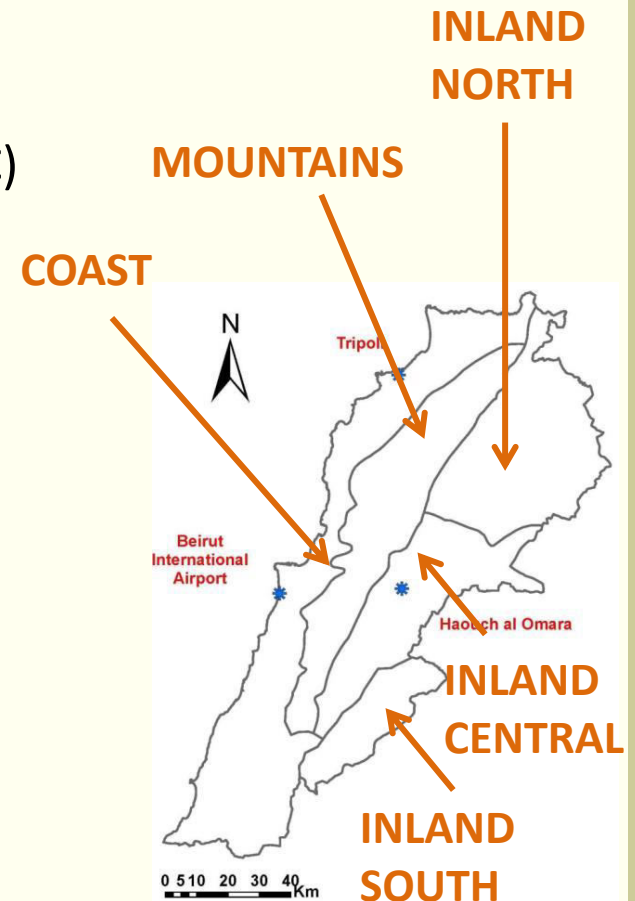 INLAND
NORTH
:)
MOUNTAINS
COAST
N
Tripoli
Beirut
International
Airport
Haouch al Omara
INLAND
CENTRAL
INLAND
SOUTH
0 5 10 20 30 40
Km